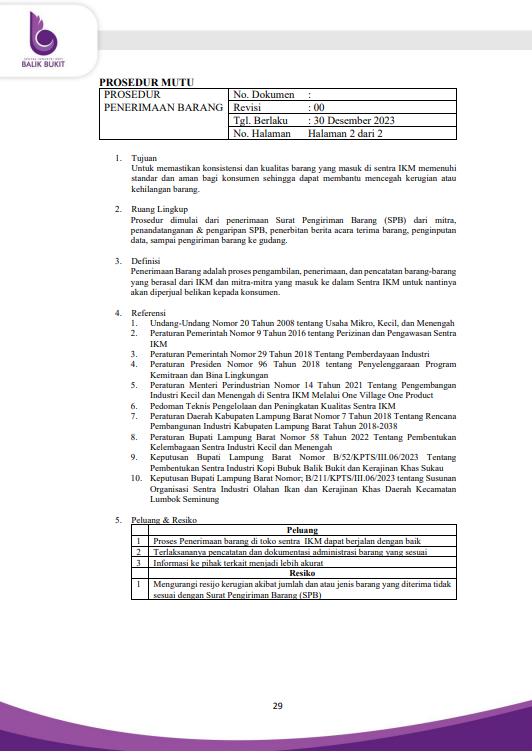 BALIK BUKIT
PROSEDUR MUTU
PROSEDUR
PENERIMAAN BARANG
No. Dokumen :
Revisi : 00
Tgl. Berlaku : 30 Desember 2023
No. Halaman Halaman 2 dari 2
1. Tujuan
Untuk memastikan konsistensi dan kualitas barang yang masuk di sentra IKM memenuhi
standar dan aman bagi konsumen sehingga dapat membantu mencegah kerugian atau
kehilangan barang.
2. Ruang Lingkup
Prosedur dimulai dari penerimaan Surat Pengiriman Barang (SPB) dari mitra,
penandatanganan & pengaripan SPB, penerbitan berita acara terima barang, penginputan
data, sampai pengiriman barang ke gudang.
3. Definisi
Penerimaan Barang adalah proses pengambilan, penerimaan, dan pencatatan barang-barang
yang berasal dari IKM dan mitra-mitra yang masuk ke dalam Sentra IKM untuk nantinya
akan diperjual belikan kepada konsumen.
4. Referensi
1. Undang-Undang Nomor 20 Tahun 2008 tentang Usaha Mikro, Kecil, dan Menengah
2. Peraturan Pemerintah Nomor 9 Tahun 2016 tentang Perizinan dan Pengawasan Sentra
IKM
3. Peraturan Pemerintah Nomor 29 Tahun 2018 Tentang Pemberdayaan Industri
4. Peraturan Presiden Nomor 96 Tahun 2018 tentang Penyelenggaraan Program
Kemitraan dan Bina Lingkungan
5. Peraturan Menteri Perindustrian Nomor 14 Tahun 2021 Tentang Pengembangan
Industri Kecil dan Menengah di Sentra IKM Melalui One Village One Product
6. Pedoman Teknis Pengelolaan dan Peningkatan Kualitas Sentra IKM
7. Peraturan Daerah Kabupaten Lampung Barat Nomor 7 Tahun 2018 Tentang Rencana
Pembangunan Industri Kabupaten Lampung Barat Tahun 2018-2038
8. Peraturan Bupati Lampung Barat Nomor 58 Tahun 2022 Tentang Pembentukan
Kelembagaan Sentra Industri Kecil dan Menengah
9. Keputusan Bupati Lampung Barat Nomor B/52/KPTS/III.06/2023 Tentang
Pembentukan Sentra Industri Kopi Bubuk Balik Bukit dan Kerajinan Khas Sukau
10. Keputusan Bupati Lampung Barat Nomor; B/211/KPTS/III.06/2023 tentang Susunan
Organisasi Sentra Industri Olahan Ikan dan Kerajinan Khas Daerah Kecamatan
Lumbok Seminung
5. Peluang & Resiko
Peluang
1 Proses Penerimaan barang di toko sentra IKM dapat berjalan dengan baik
2 Terlaksananya pencatatan dan dokumentasi administrasi barang yang sesuai
3 Informasi ke pihak terkait menjadi lebih akurat
Resiko
1 Mengurangi resijo kerugian akibat jumlah dan atau jenis barang yang diterima tidak
sesuai dengan Surat Pengiriman Barang (SPB)
29